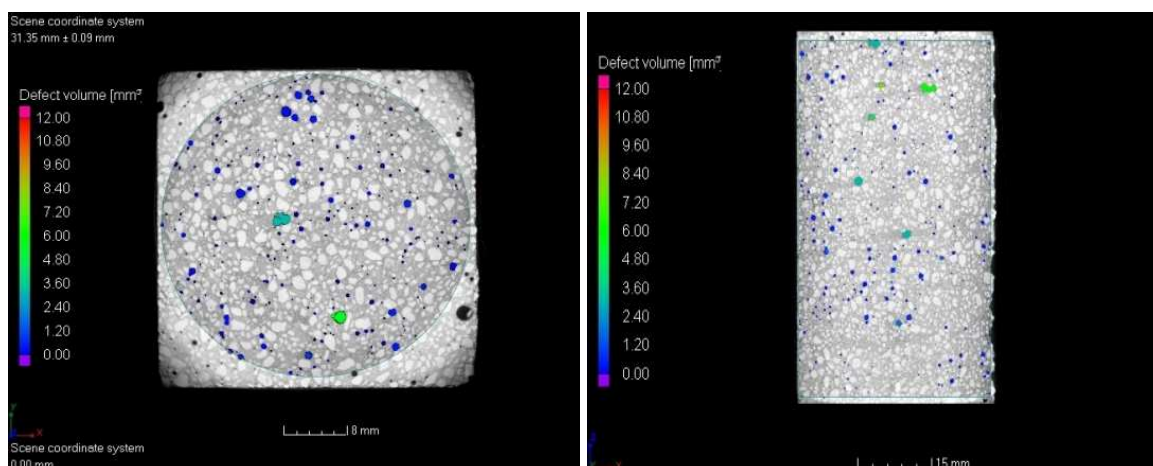 Scene coordinate system
31.35 mm ± 0.09 mm
Defect volume [mm³
12.00
10.80
9.60
8.40
7.20
6.00
4.80
3.60
2.40
1.20
0.00
8 mm
Scene coordinate system
0.00 mm
Defect volume [mm³
12.00
10.80
9.60
8.40
7.20
6.00
4.80
3.60
2.40
1.20
0.00
15 mm